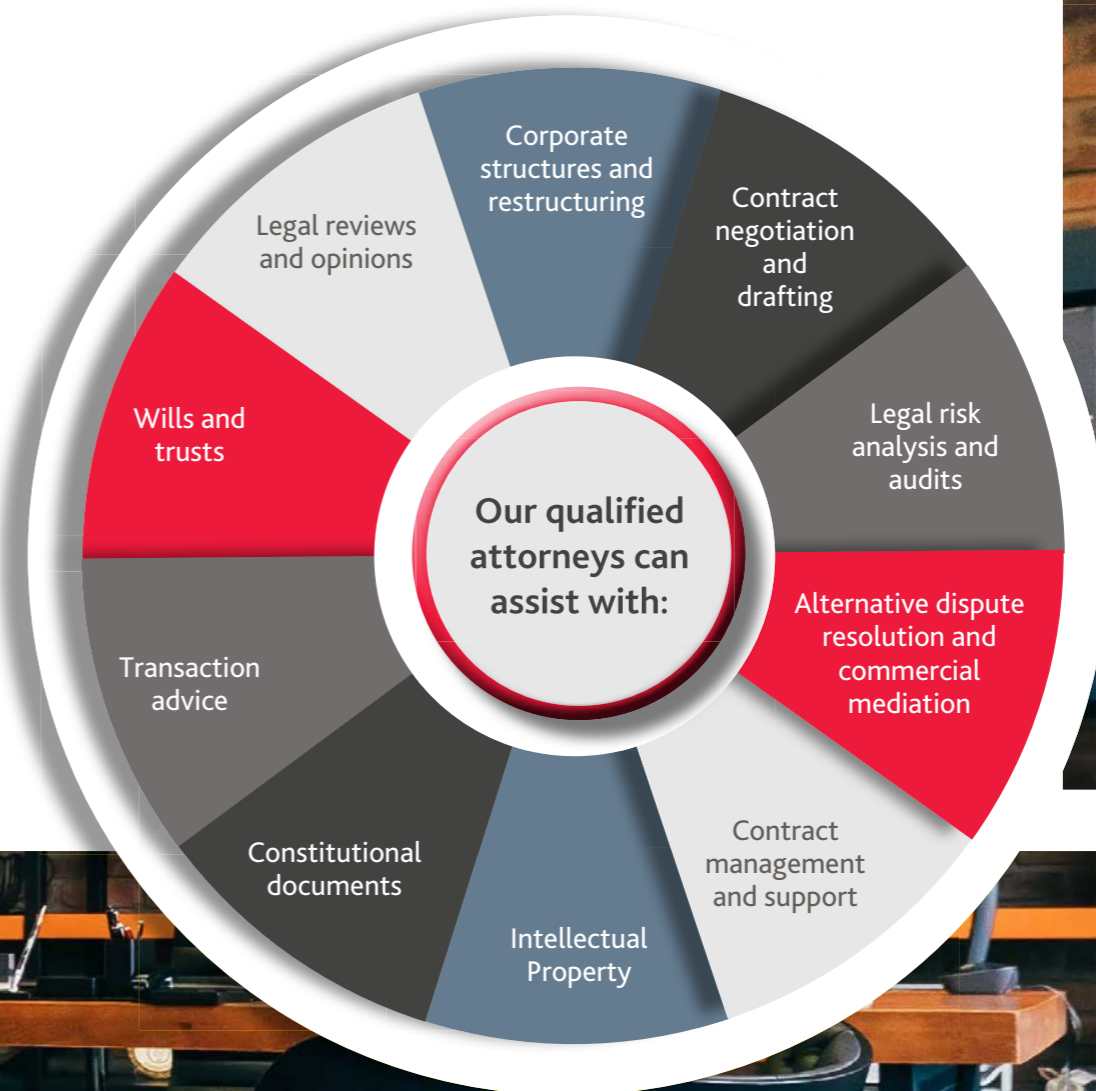 Our qualified
attorneys can
assist with:
Corporate
structures and
restructuring
Contract
negotiation
and
drafting
Legal risk
analysis and
audits
Alternative dispute
resolution and
commercial
mediation
Contract
management
and support
Intellectual
Property
Constitutional
documents
Transaction
advice
Wills and
trusts
Legal reviews
and opinions